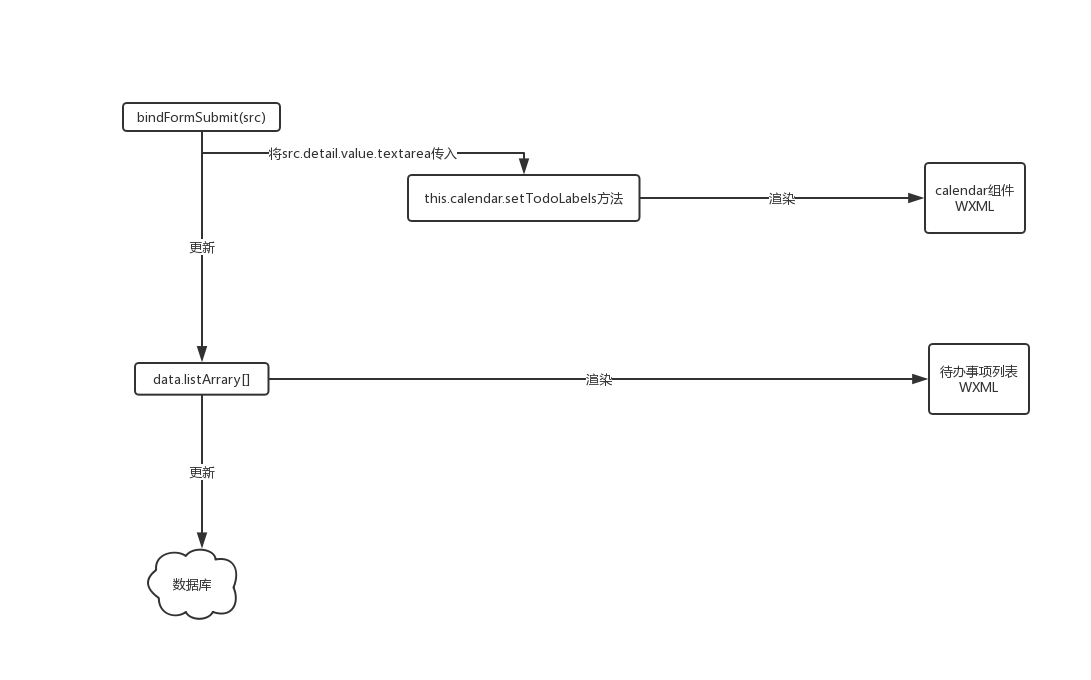 bindFormSubmit(src)
将src.detail.value.textarea传入
this.calendar.setTodoLabels方法
渲染
calendar组件
WXML
更新
data.listArrary[]
渲染
待办事项列表
WXML
更新
数据库